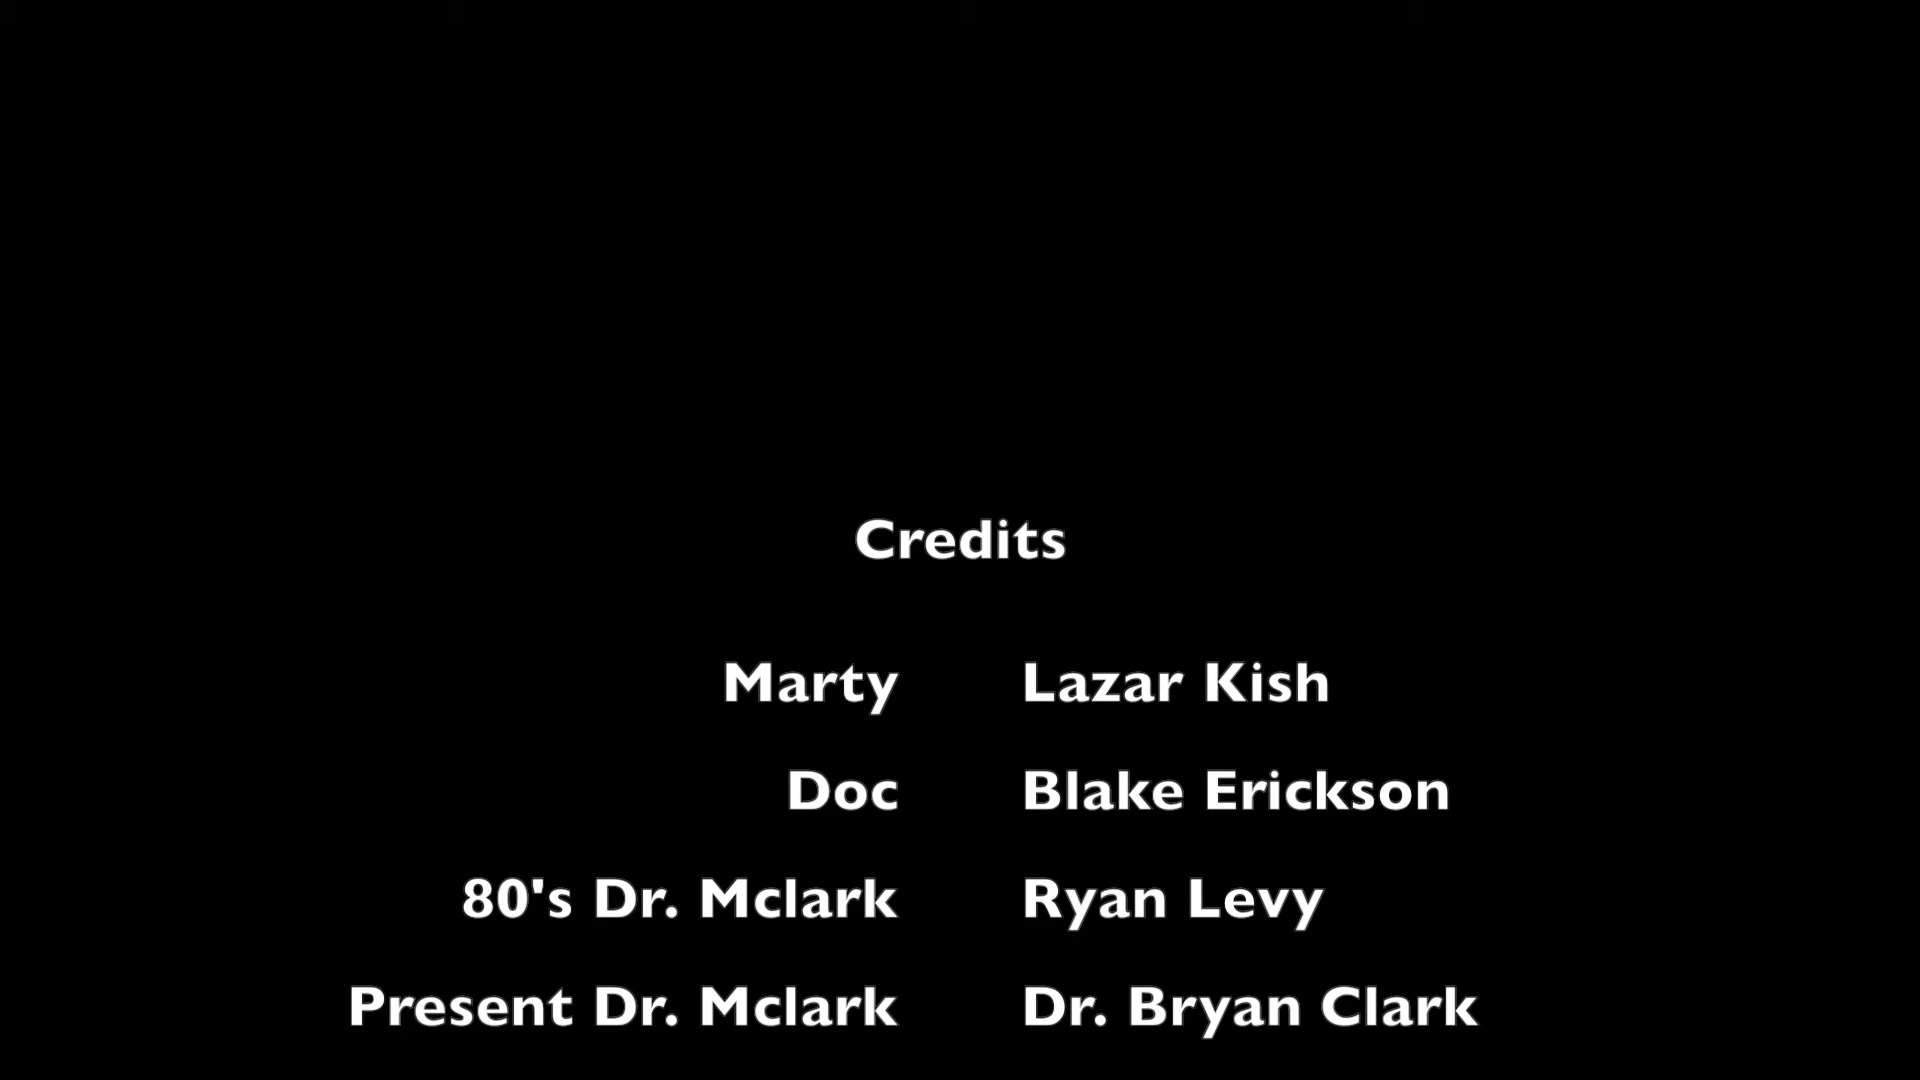 Credits
Marty Lazar Kish
Doc Blake Erickson
80's Dr. Mclark Ryan Levy
Present Dr. Mclark Dr. Bryan Clark